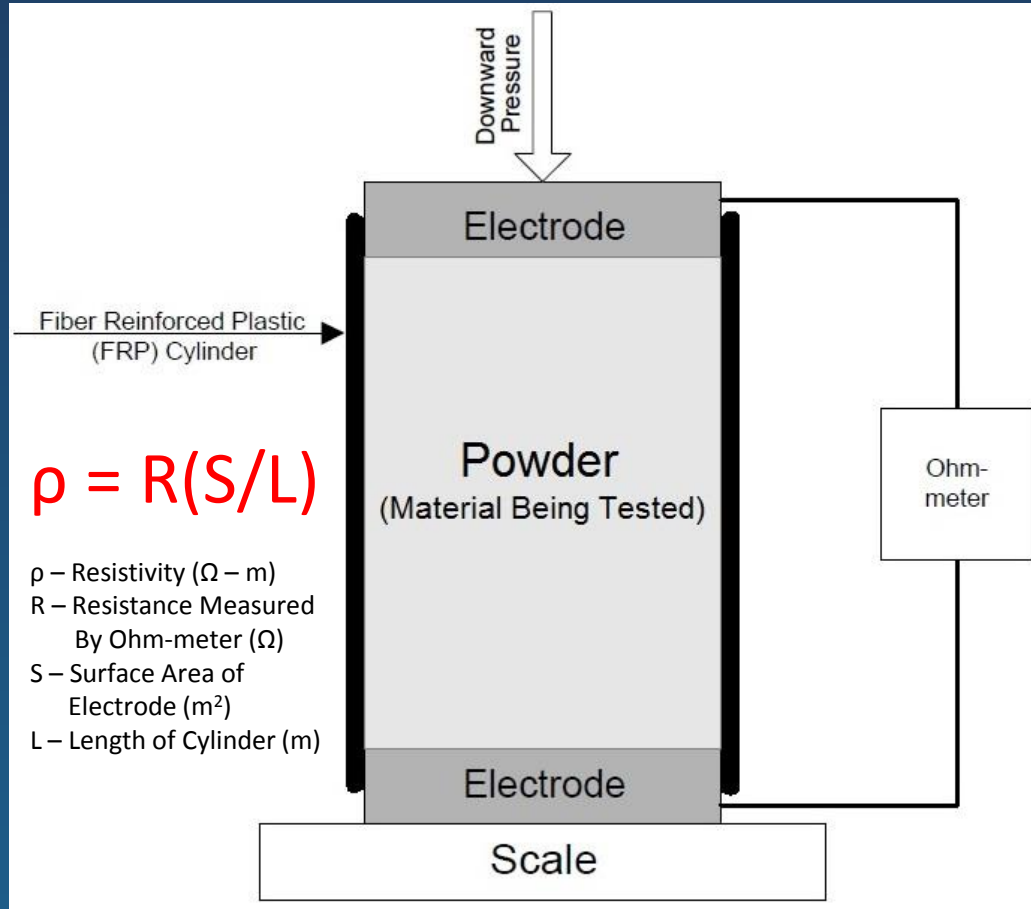 Downward
Pressure
Electrode
Fiber Reinforced Plastic
(FRP) Cylinder
ρ = R(S/L)
Powder
(Material Being Tested)
Ohm-
meter
ρ – Resistivity (Ω – m)
R – Resistance Measured
By Ohm-meter (Ω)
S – Surface Area of
Electrode (m²)
L – Length of Cylinder (m)
Electrode
Scale